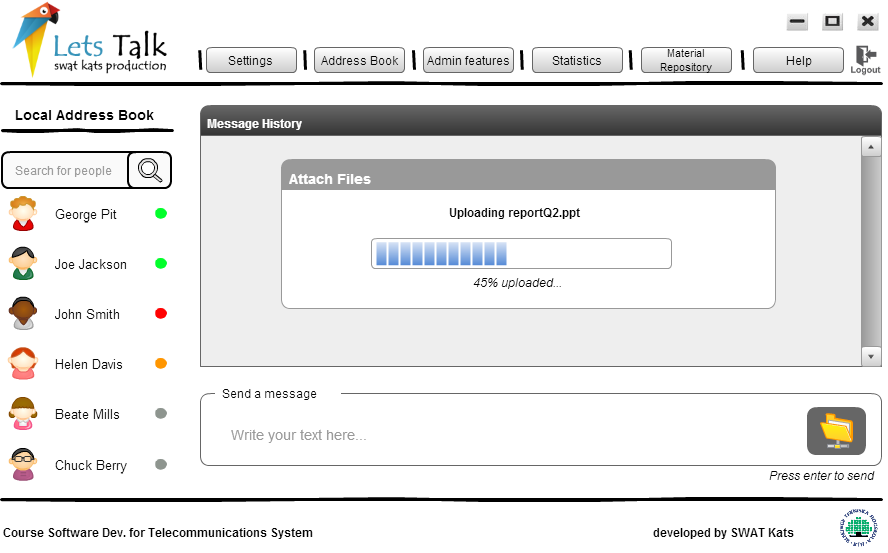 Lets Talk
swat kats production
Settings
Address Book
Admin features
Statistics
Material
Repository
Help
Logout
Local Address Book
Search for people
George Pit
Joe Jackson
John Smith
Helen Davis
Beate Mills
Chuck Berry
Message History
Attach Files
Uploading reportQ2.ppt
45% uploaded...
Send a message
Write your text here...
Press enter to send
Course Software Dev. for Telecommunications System
developed by SWAT Kats